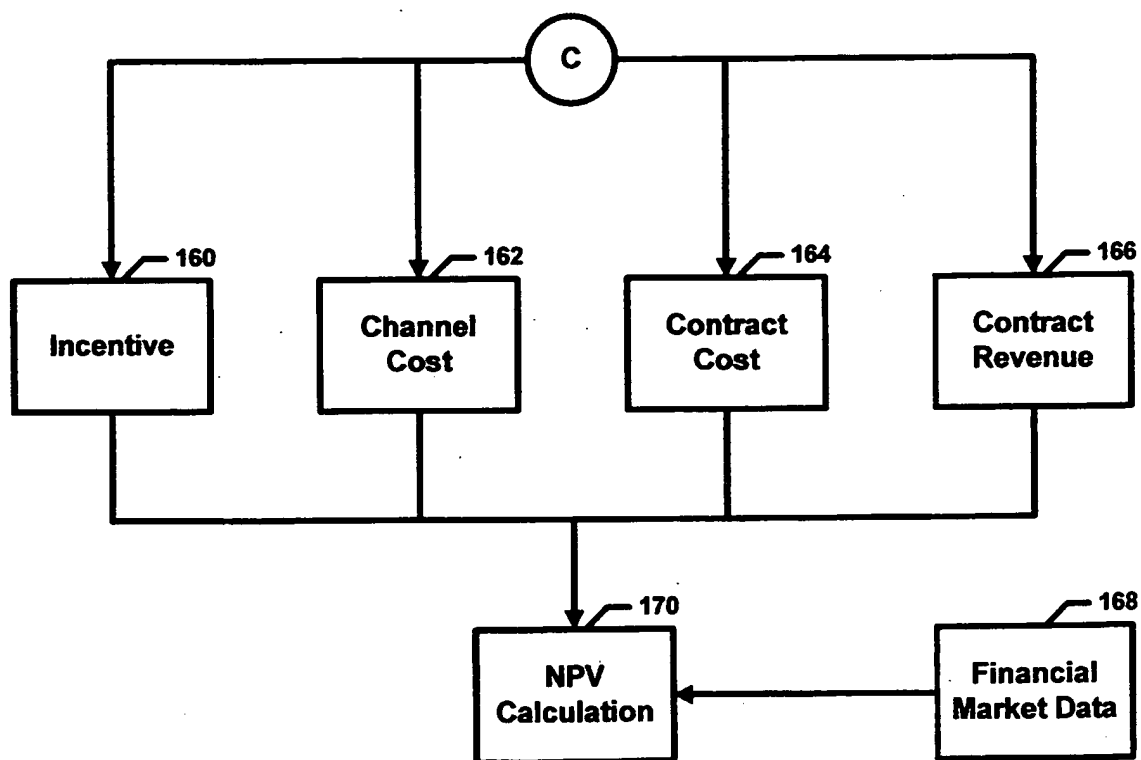 C
160
162
164
166
Incentive
Channel
Cost
Contract
Cost
Contract
Revenue
170
168
NPV
Calculation
Financial
Market Data